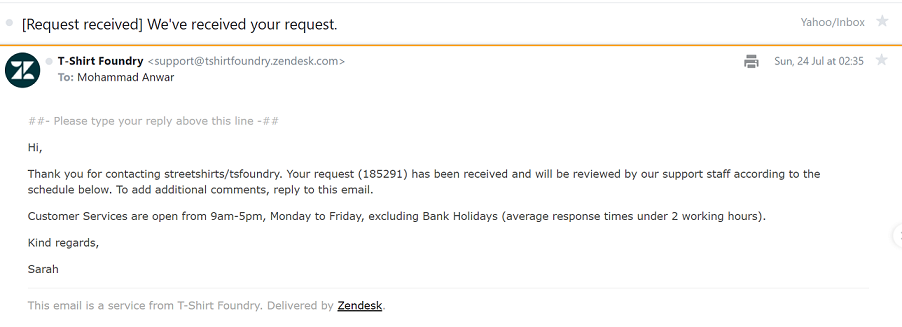 [Request received] We've received your request.
Yahoo/Inbox
T-Shirt Foundry <support@tshirtfoundry.zendesk.com>
Sun, 24 Jul at 02:35
To: Mohammad Anwar
##- Please type your reply above this line -##
Hi,
Thank you for contacting streetshirts/tsfoundry. Your request (185291) has been received and will be reviewed by our support staff according to the
schedule below. To add additional comments, reply to this email.
Customer Services are open from 9am-5pm, Monday to Friday, excluding Bank Holidays (average response times under 2 working hours).
Kind regards,
Sarah
This email is a service from T-Shirt Foundry. Delivered by Zendesk.